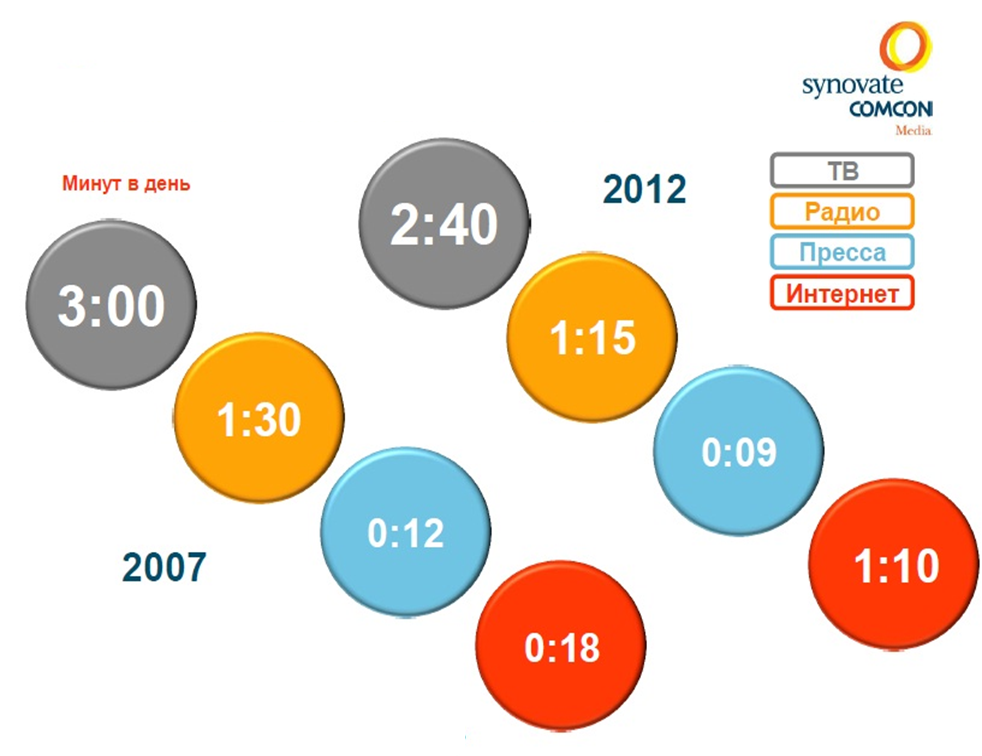 synovate
COMCON
Media
Минут в день
2012
ТВ
Радио
Пресса
Интернет
2:40
3:00
1:15
1:30
0:09
0:12
1:10
2007
0:18